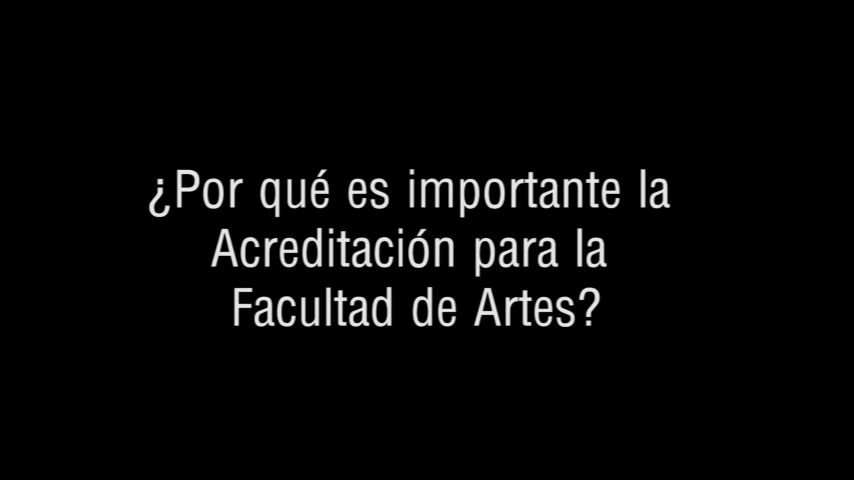 ¿Por qué es importante la
Acreditación para la
Facultad de Artes?